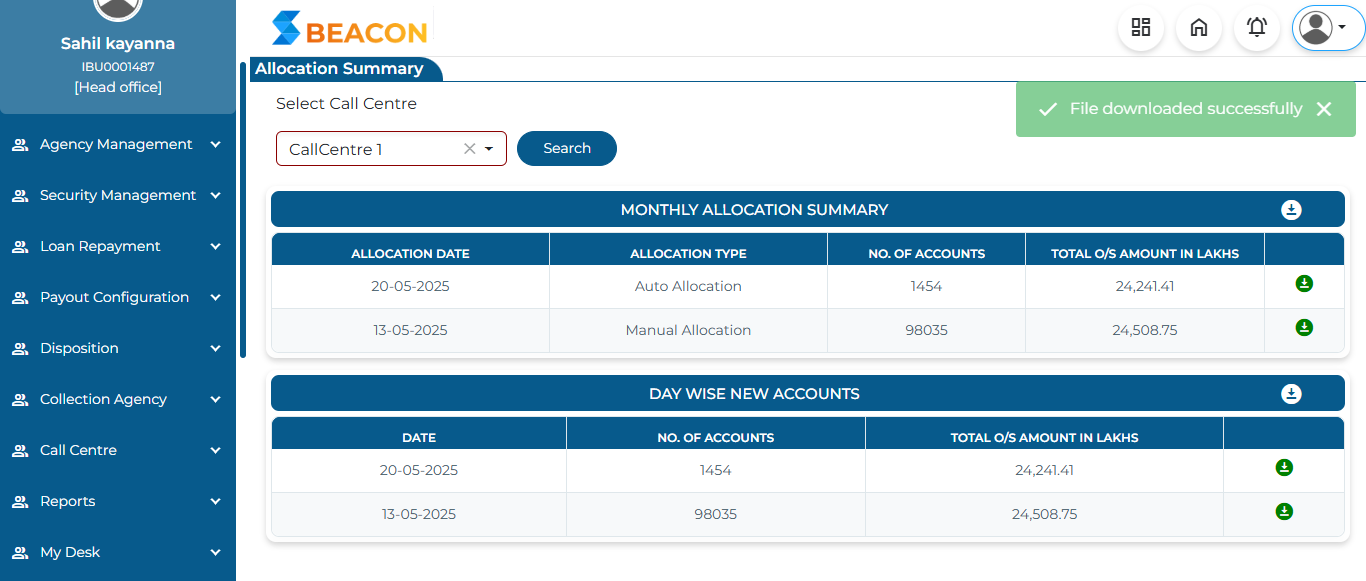 Sahil kayanna
IBU0001487
[Head office]
Agency Management
Security Management
Loan Repayment
Payout Configuration
Disposition
Collection Agency
Call Centre
Reports
My Desk
BEACON
Allocation Summary
File downloaded successfully
Select Call Centre
CallCentre 1
Search
MONTHLY ALLOCATION SUMMARY
ALLOCATION DATE ALLOCATION TYPE NO. OF ACCOUNTS TOTAL O/S AMOUNT IN LAKHS
20-05-2025 Auto Allocation 1454 24,241.41
13-05-2025 Manual Allocation 98035 24,508.75
DAY WISE NEW ACCOUNTS
DATE NO. OF ACCOUNTS TOTAL O/S AMOUNT IN LAKHS
20-05-2025 1454 24,241.41
13-05-2025 98035 24,508.75